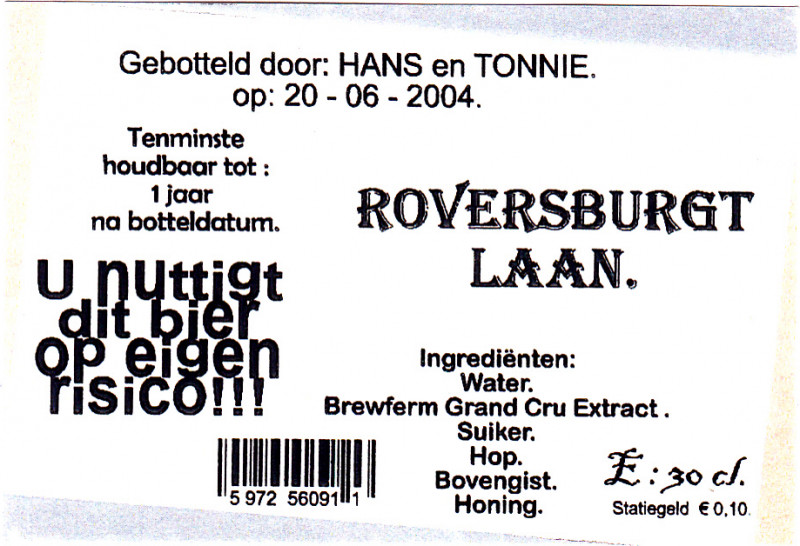 Gebotteld door: HANS en TONNIE.
op: 20 - 06 - 2004.
Tenminste
houdbaar tot :
1 jaar
na botteldatum.
ROVERSBURGT
LAAN.
U nuttigt
dit bier
op eigen
risico!!!
Ingrediënten:
Water.
Brewferm Grand Cru Extract .
Suiker.
Hop.
Bovengist.
Honing.
5 972 56091 1
E : 30 cl.
Statiegeld € 0,10.